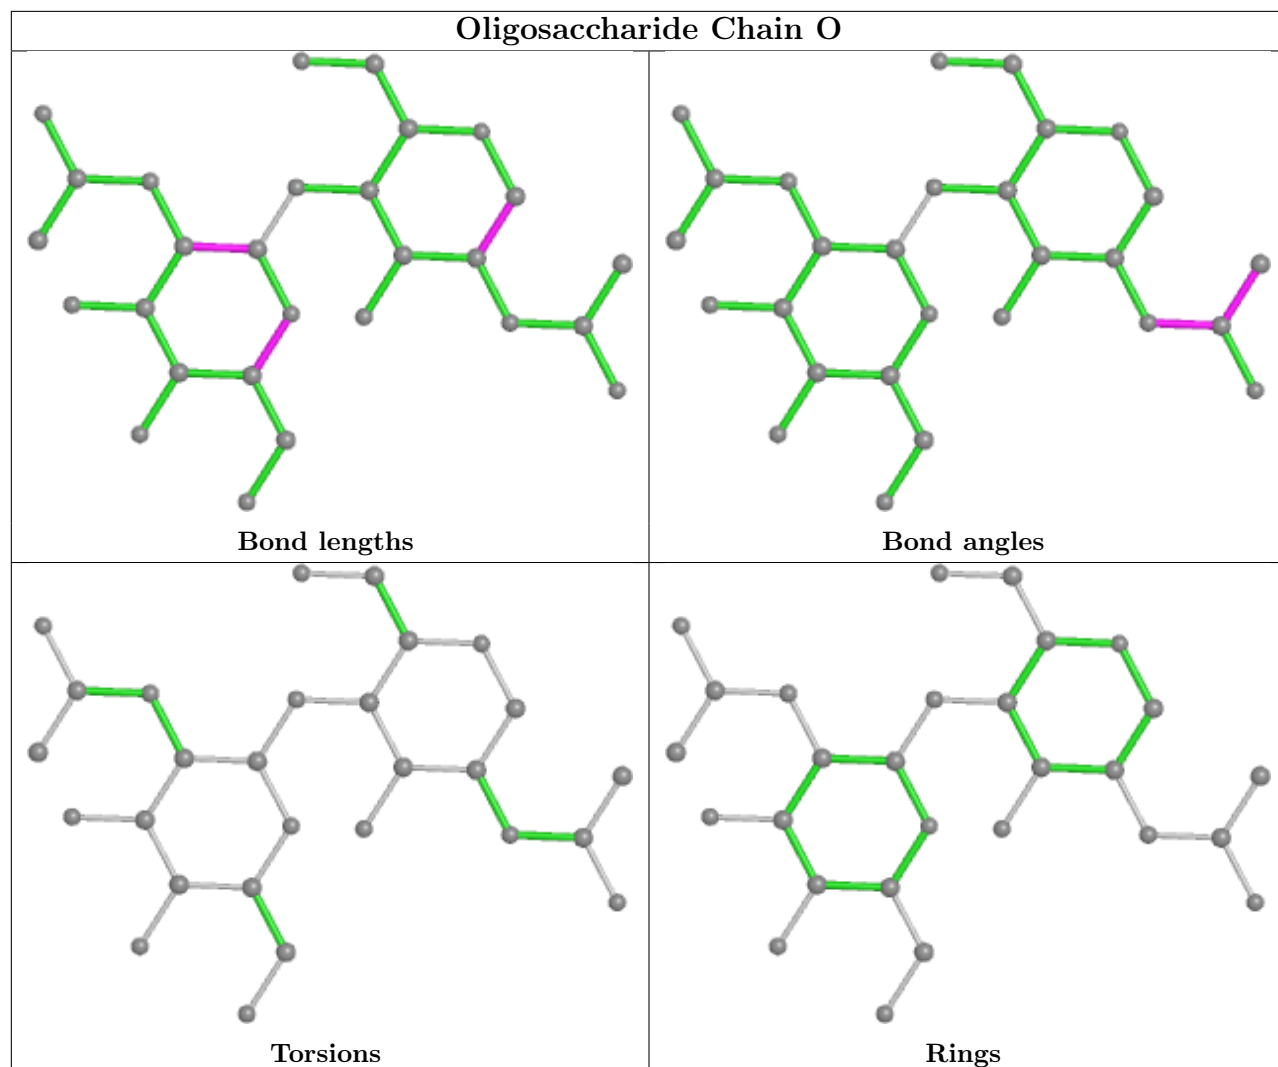 Oligosaccharide Chain O
Bond lengths
Bond angles
Torsions
Rings